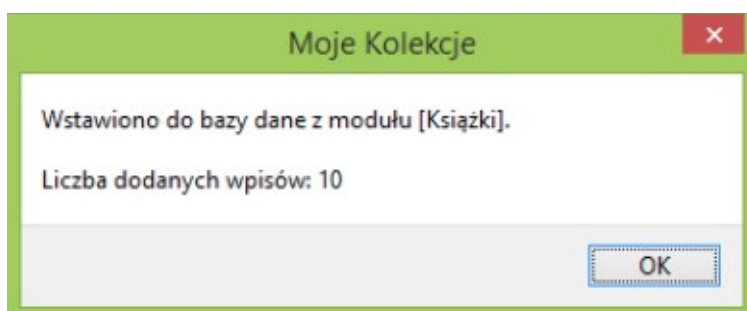 Moje Kolekcje
Wstawiono do bazy dane z modułu [Książki].
Liczba dodanych wpisów: 10
OK